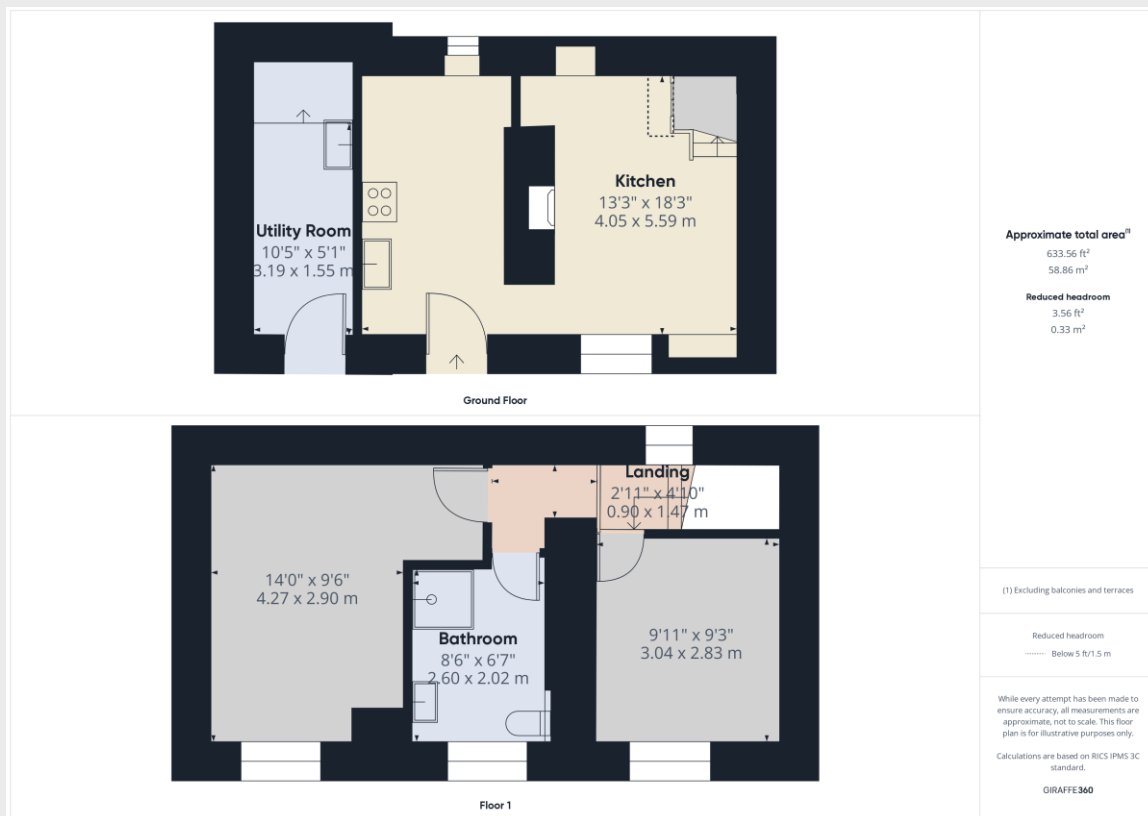 Utility Room
10'5" x 5'1"
3.19 x 1.55 m
Kitchen
13'3" x 18'3"
4.05 x 5.59 m
Ground Floor
Landing
2'11" x 4'10"
0.90 x 1.47 m
14'0" x 9'6"
4.27 x 2.90 m
Bathroom
8'6" x 6'7"
2.60 x 2.02 m
9'11" x 9'3"
3.04 x 2.83 m
Floor 1
Approximate total area⁽¹⁾
633.56 ft²
58.86 m²
Reduced headroom
3.56 ft²
0.33 m²
(1) Excluding balconies and terraces
Reduced headroom
Below 5 ft/1.5 m
While every attempt has been made to
ensure accuracy, all measurements are
approximate, not to scale. This floor
plan is for illustrative purposes only.
Calculations are based on RICS IPMS 3C
standard.
GIRAFFE360